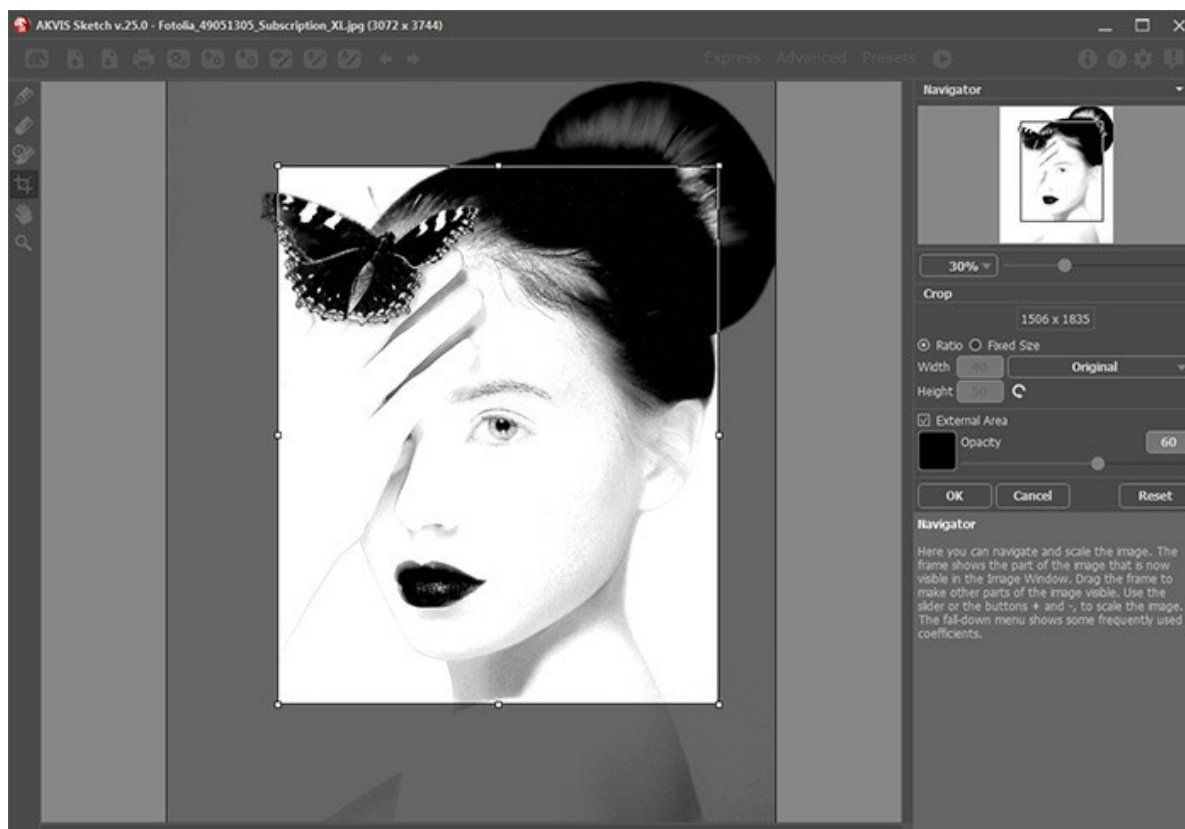 AKVIS Sketch v.25.0 - Fotolia_49051305_Subscription_XL.jpg (3072 x 3744)
Express Advanced Presets
Navigator
30%
Crop
1506 x 1835
Ratio Fixed Size
Width 40 Original
Height 50
External Area
Opacity 60
OK Cancel Reset
Navigator
Here you can navigate and scale the image. The
frame shows the part of the image that is now
visible in the Image Window. Drag the frame to
make other parts of the image visible. Use the
slider or the buttons + and -, to scale the image.
The fall-down menu shows some frequently used
coefficients.